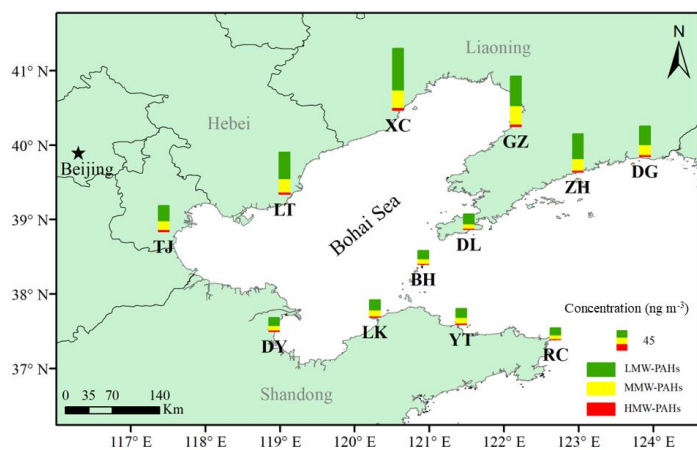 N
41° N
40° N
39° N
38° N
37° N
Liaoning
Hebei
Beijing
XC
GZ
ZH
DG
LT
TJ
Bohai Sea
DL
BH
DY
LK
YT
RC
Shandong
Concentration (ng m-3)
45
LMW-PAHs
MMW-PAHs
HMW-PAHs
0 35 70 140
Km
117° E 118° E 119° E 120° E 121° E 122° E 123° E 124° E